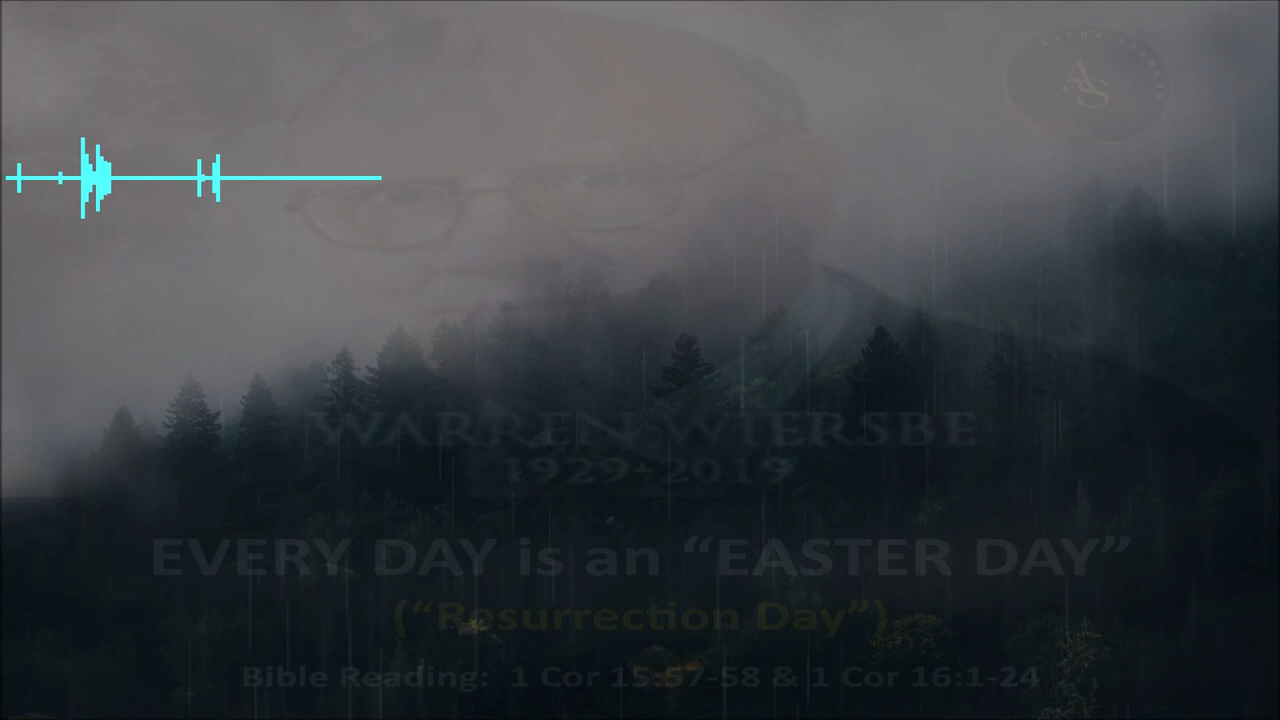 AS
WARREN WIERSBE
1929-2019
EVERY DAY is an “EASTER DAY”
(“Resurrection Day”)
Bible Reading: 1 Cor 15:57-58 & 1 Cor 16:1-24